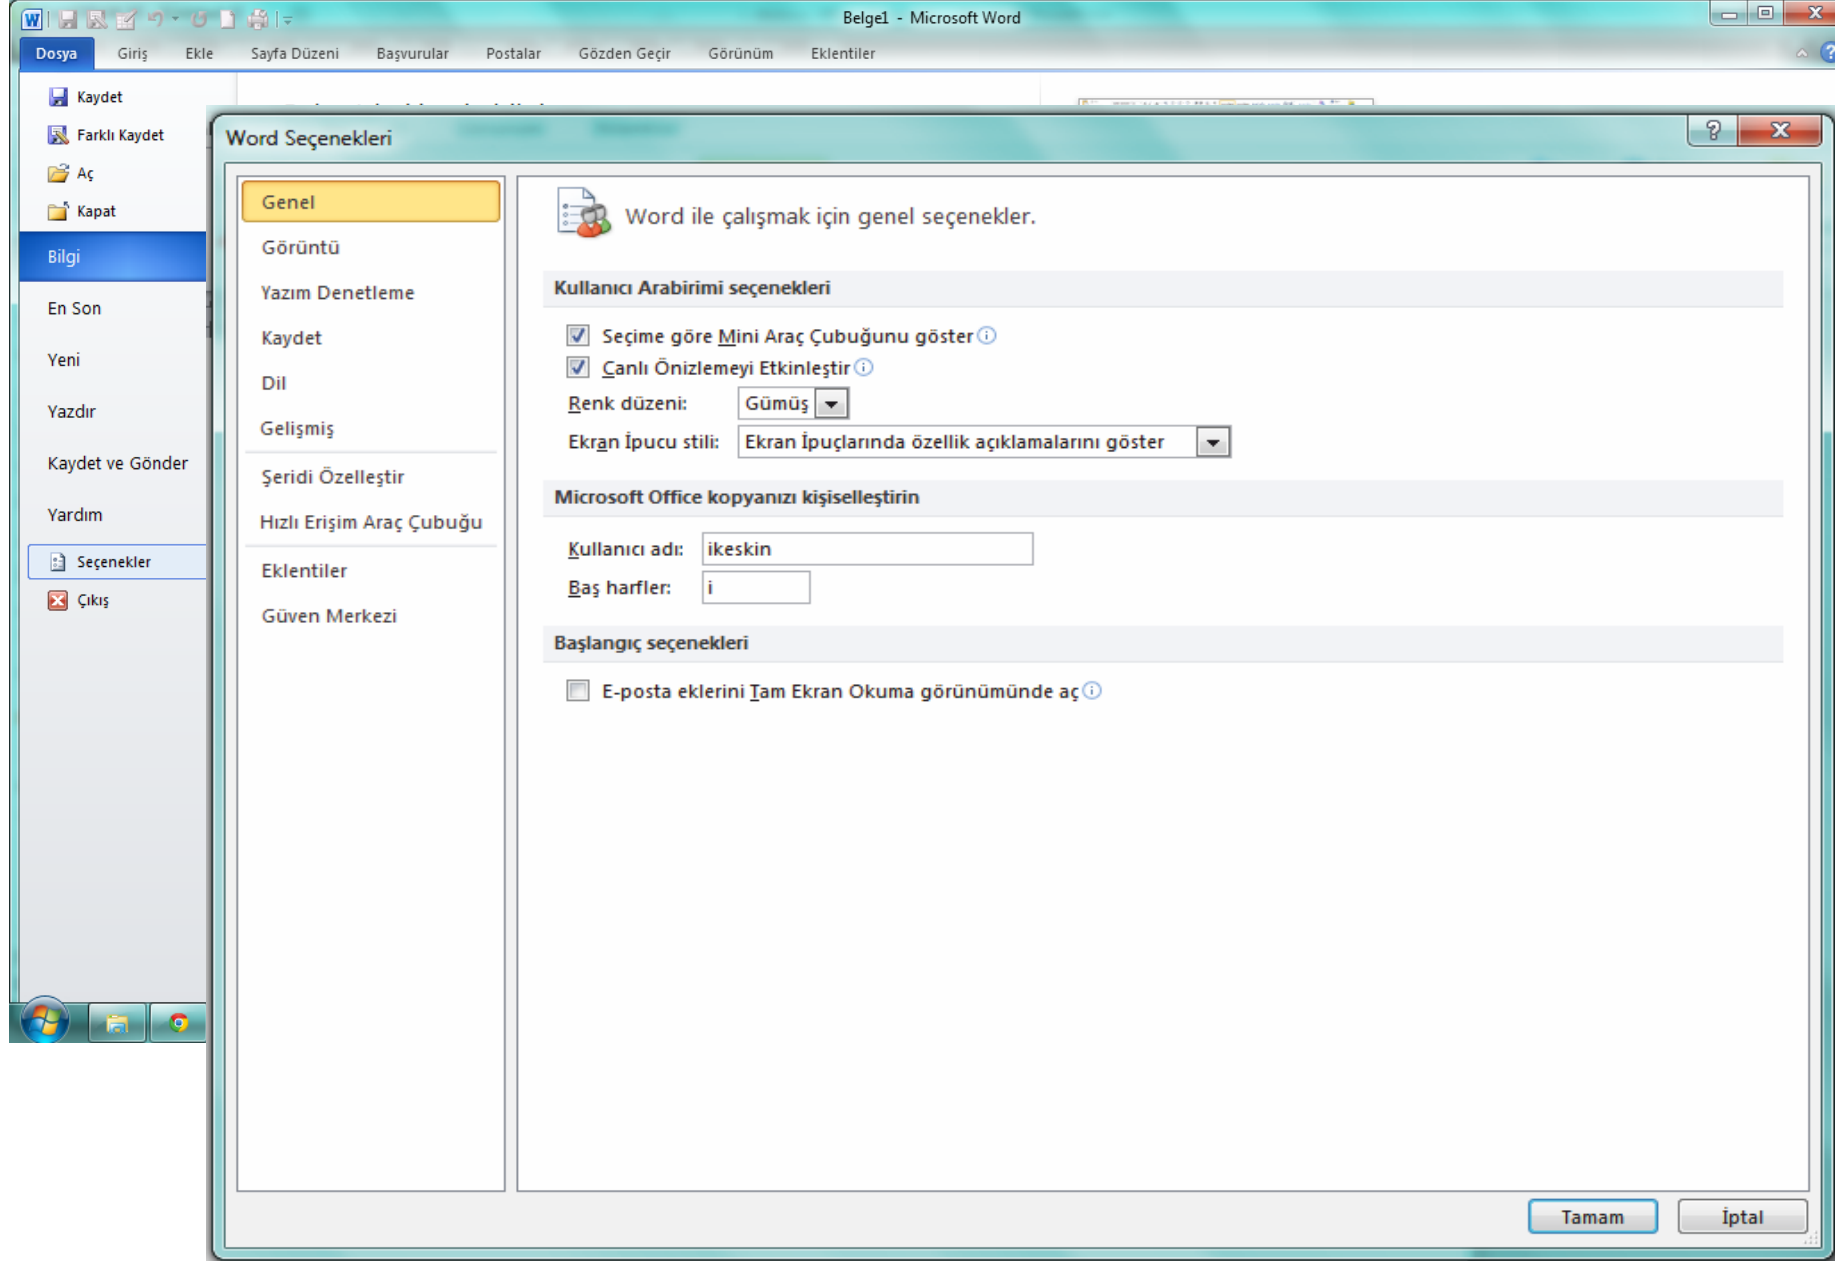 Belge1 - Microsoft Word
Dosya Giriş Ekle Sayfa Düzeni Başvurular Postalar Gözden Geçir Görünüm Eklentiler
Kaydet
Farklı Kaydet
Aç
Kapat
Bilgi
En Son
Yeni
Yazdır
Kaydet ve Gönder
Yardım
Seçenekler
Çıkış
Word Seçenekleri
Genel
Görüntü
Yazım Denetleme
Kaydet
Dil
Gelişmiş
Şeridi Özelleştir
Hızlı Erişim Araç Çubuğu
Eklentiler
Güven Merkezi
Word ile çalışmak için genel seçenekler.
Kullanıcı Arabirimi seçenekleri
Seçime göre Mini Araç Çubuğunu göster
Canlı Önizlemeyi Etkinleştir
Renk düzeni: Gümüş
Ekran İpucu stili: Ekran İpuçlarında özellik açıklamalarını göster
Microsoft Office kopyanızı kişiselleştirin
Kullanıcı adı: ikeskin
Baş harfler: i
Başlangıç seçenekleri
E-posta eklerini Tam Ekran Okuma görünümünde aç
Tamam İptal